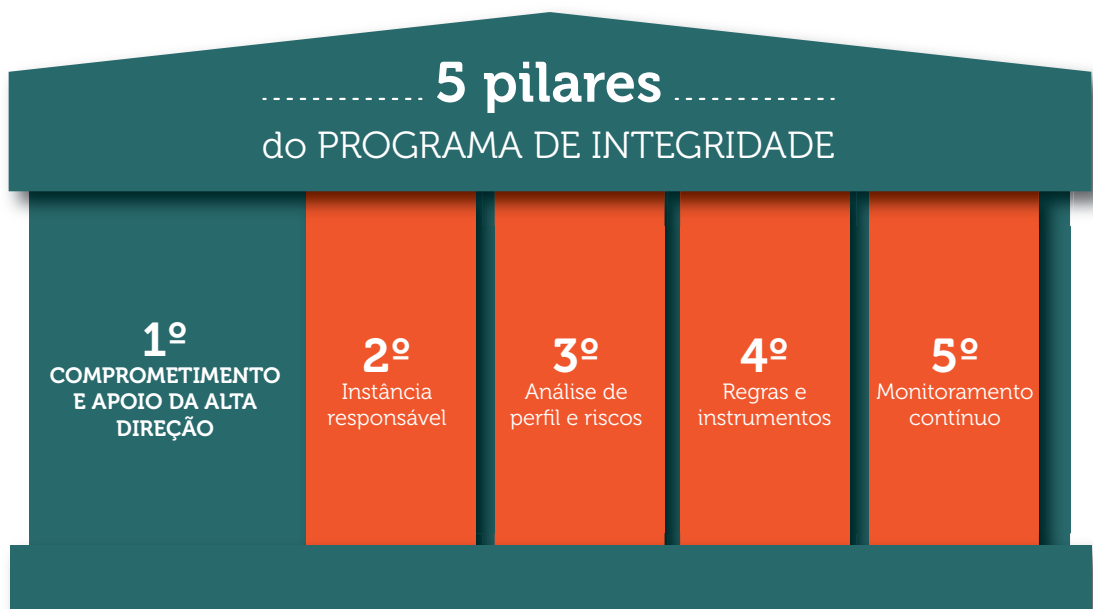 5 pilares
do PROGRAMA DE INTEGRIDADE
1º
COMPROMETIMENTO
E APOIO DA ALTA
DIREÇÃO
2º
Instância
responsável
3º
Análise de
perfil e riscos
4º
Regras e
instrumentos
5º
Monitoramento
contínuo